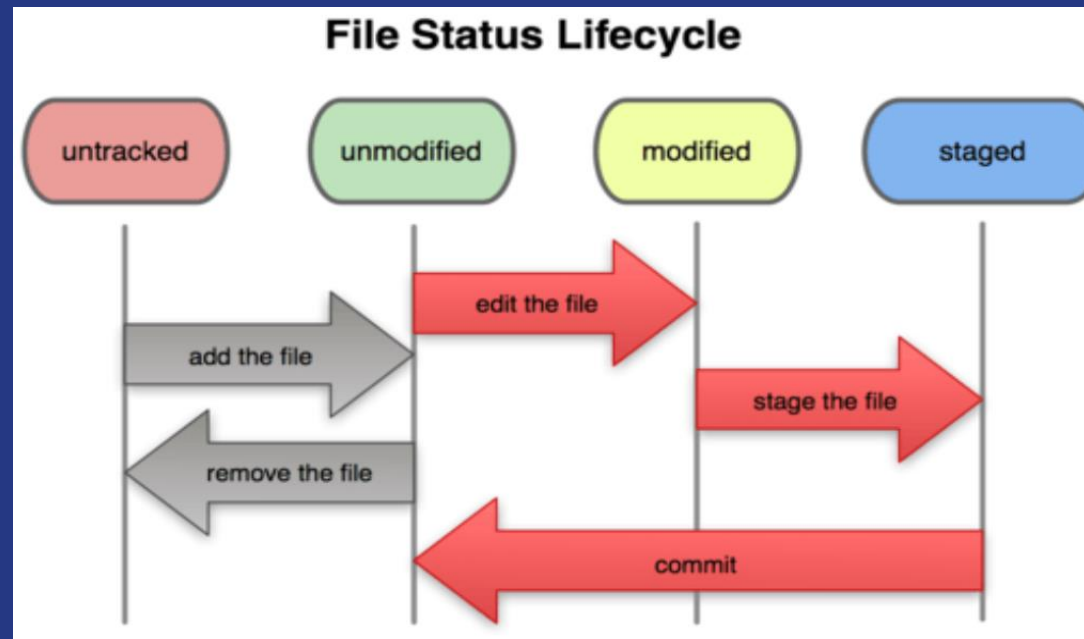 File Status Lifecycle
untracked
unmodified
modified
staged
edit the file
add the file
stage the file
remove the file
commit